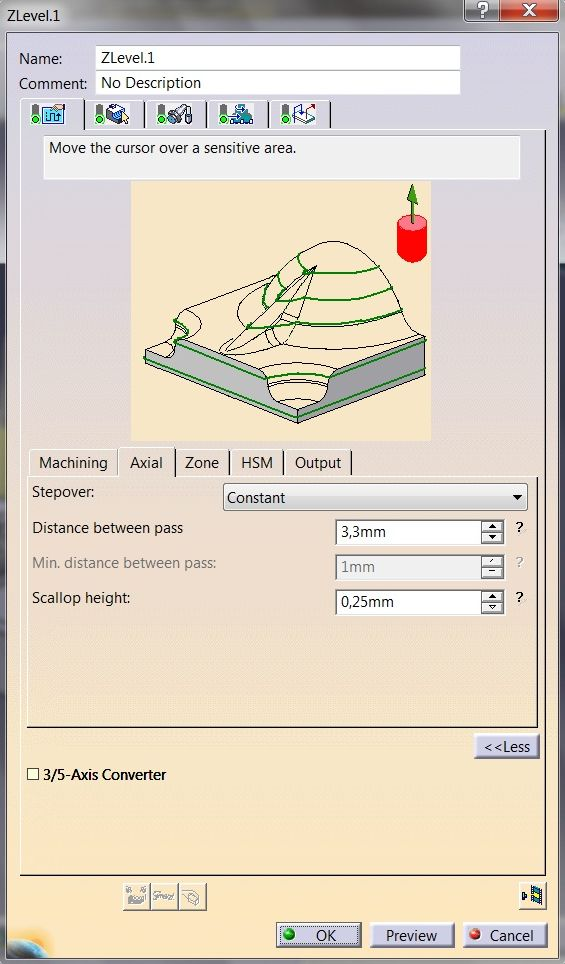 ZLevel.1
?
Name: ZLevel.1
Comment: No Description
Move the cursor over a sensitive area.
Machining Axial Zone HSM Output
Stepover: Constant
Distance between pass 3,3mm ?
Min. distance between pass: 1mm ?
Scallop height: 0,25mm ?
<<Less
3/5-Axis Converter
OK Preview Cancel